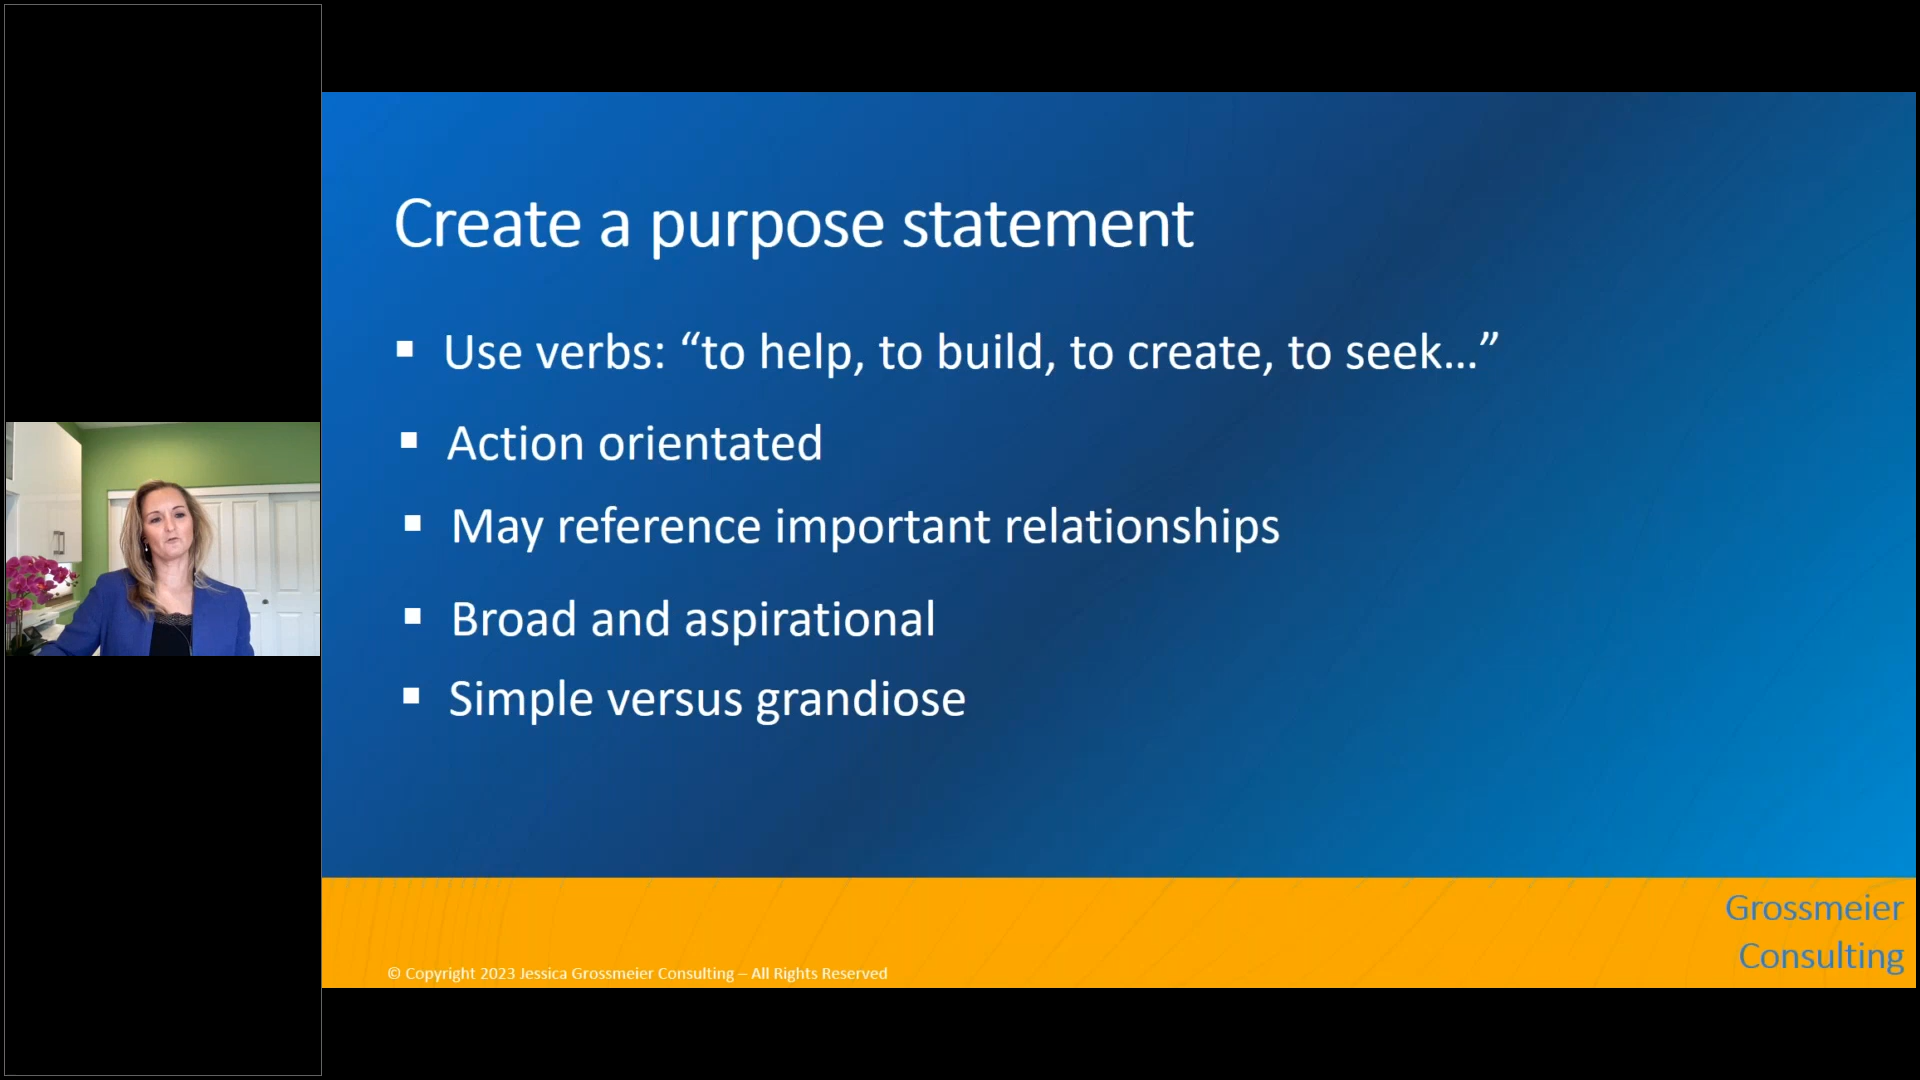 Create a purpose statement
▪ Use verbs: “to help, to build, to create, to seek…”
▪ Action orientated
▪ May reference important relationships
▪ Broad and aspirational
▪ Simple versus grandiose
© Copyright 2023 Jessica Grossmeier Consulting – All Rights Reserved
Grossmeier
Consulting